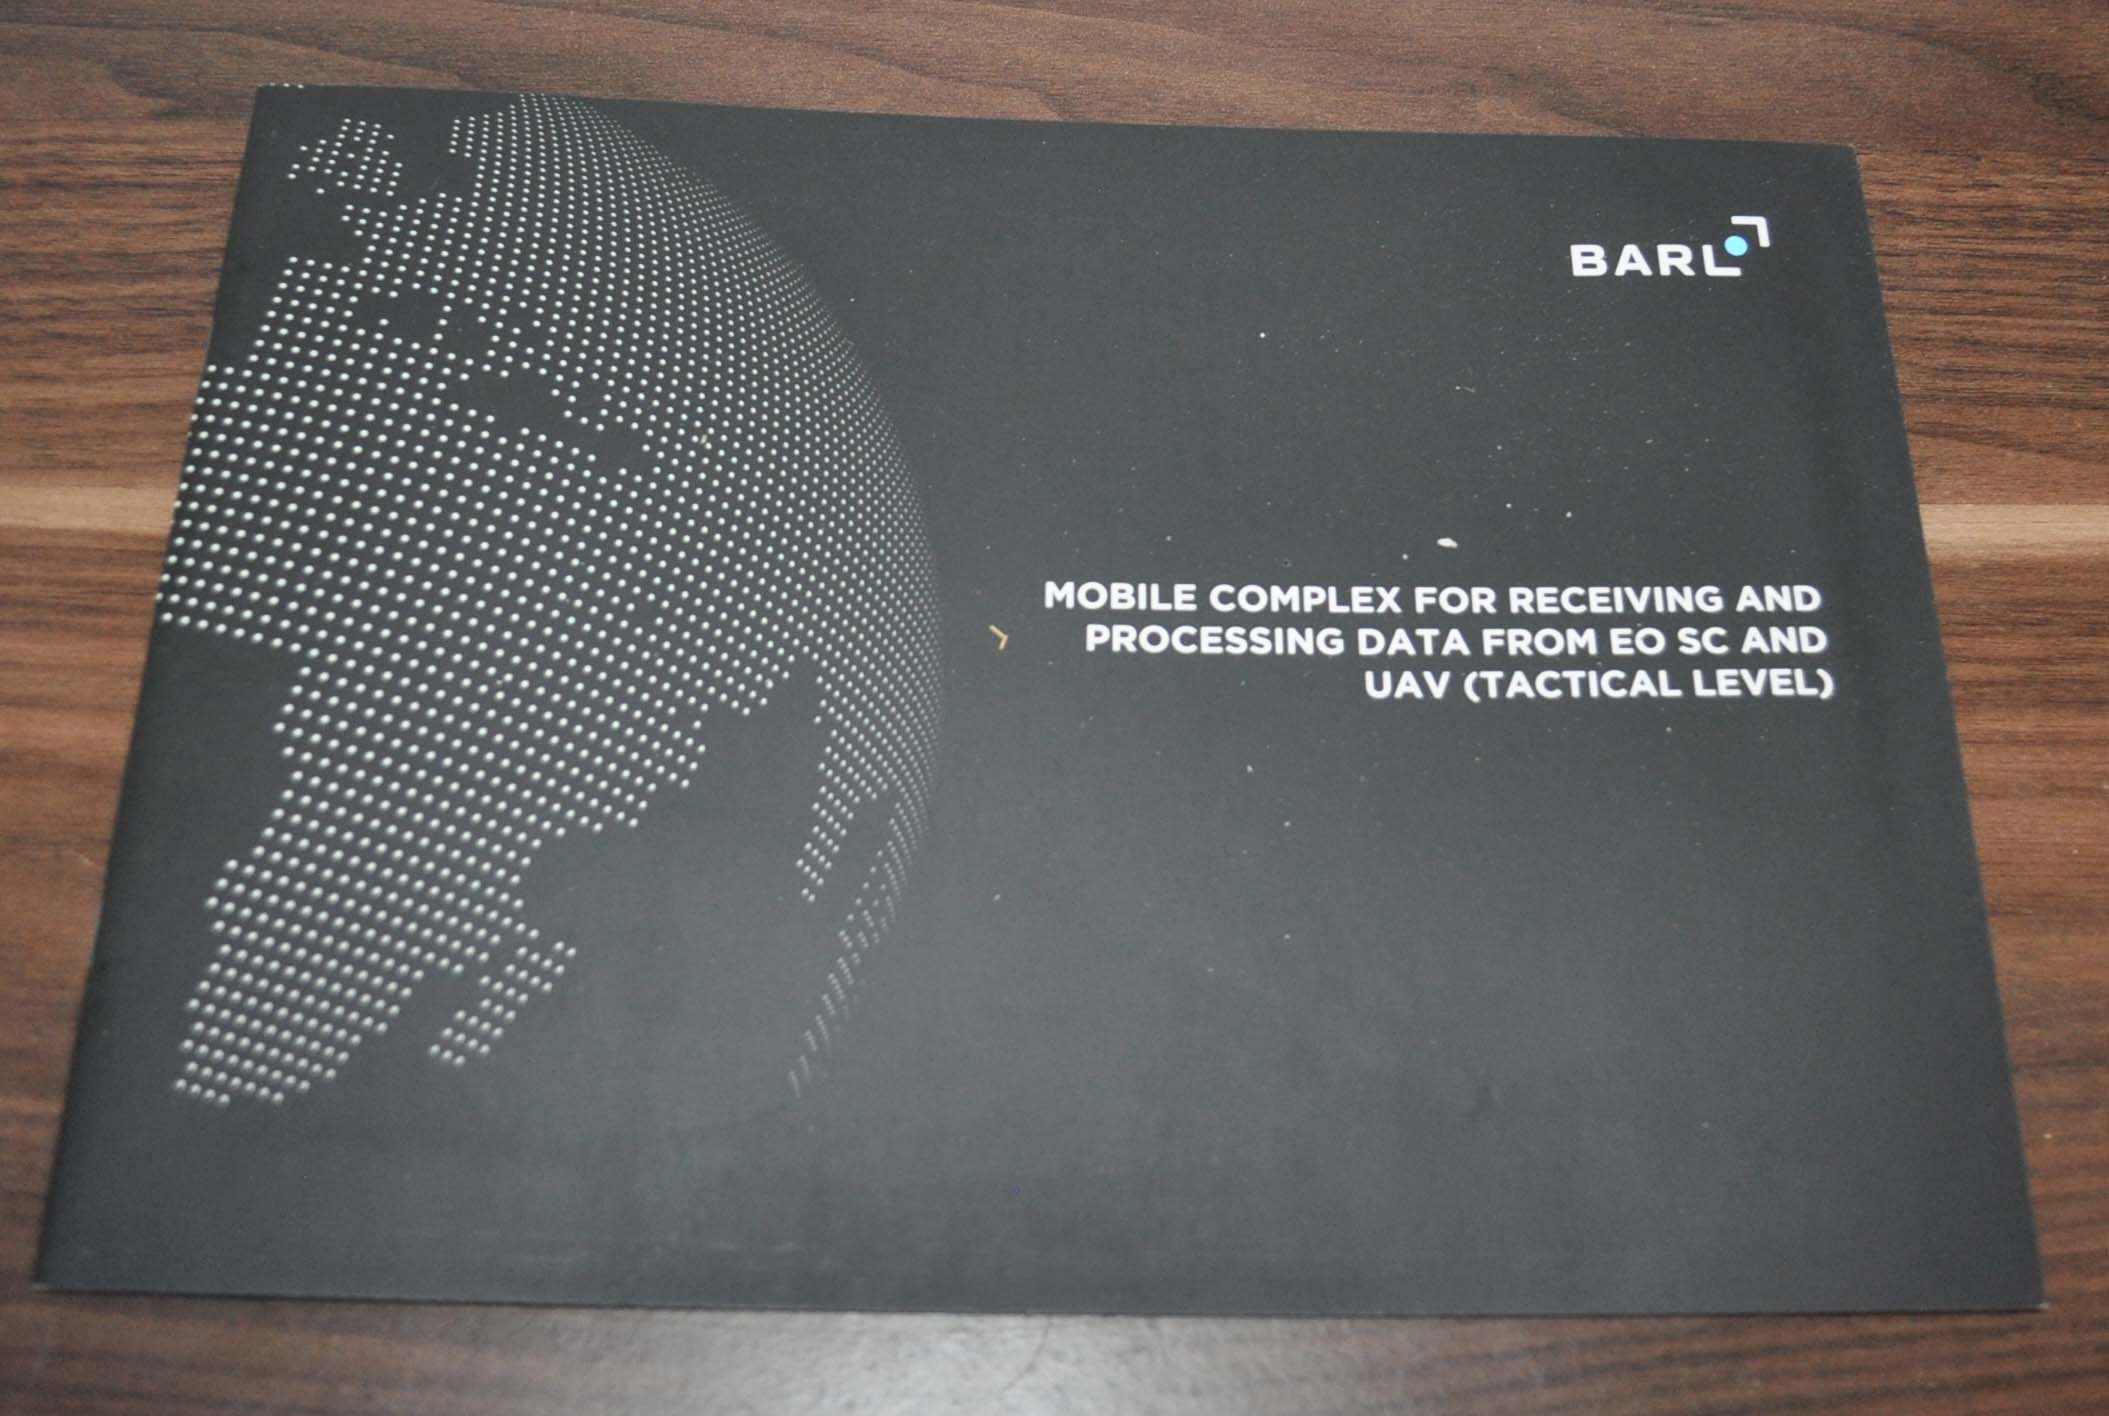 BARL
MOBILE COMPLEX FOR RECEIVING AND
PROCESSING DATA FROM EO SC AND
UAV (TACTICAL LEVEL)